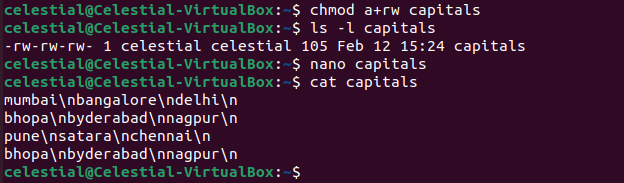 celestial@Celestial-VirtualBox:~$ chmod a+rw capitals
celestial@Celestial-VirtualBox:~$ ls -l capitals
-rw-rw-rw- 1 celestial celestial 105 Feb 12 15:24 capitals
celestial@Celestial-VirtualBox:~$ nano capitals
celestial@Celestial-VirtualBox:~$ cat capitals
mumbai\nbangalore\ndelhi\n
bhopa\nbyderabad\nnagpur\n
pune\nsatara\nchennai\n
bhopa\nbyderabad\nnagpur\n
celestial@Celestial-VirtualBox:~$